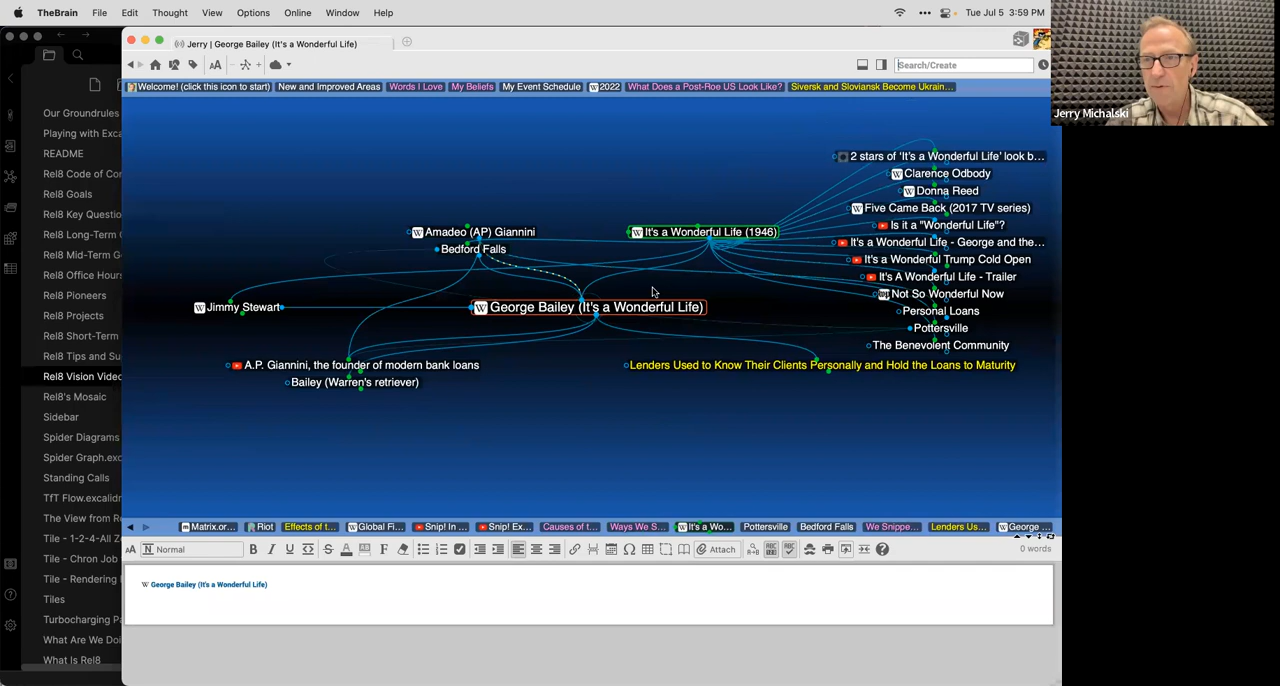 TheBrain File Edit Thought View Options Online Window Help Tue Jul 5 3:59 PM
Jerry | George Bailey (It's a Wonderful Life)
Search/Create
Welcome! (click this icon to start) New and Improved Areas Words I Love My Beliefs My Event Schedule 2022 What Does a Post-Roe US Look Like? Siversk and Sloviansk Become Ukrain...
Our Groundrules
Playing with Exca
README
Rel8 Code of Con
Rel8 Goals
Rel8 Key Questio
Rel8 Long-Term G
Rel8 Mid-Term G
Rel8 Office Hours
Rel8 Pioneers
Rel8 Projects
Rel8 Short-Term
Rel8 Tips and Su
Rel8 Vision Video
Rel8's Mosaic
Sidebar
Spider Diagrams
Spider Graph.exc
Standing Calls
TfT Flow.excalidr
The View from R
Tile - 1-2-4-All Z
Tile - Chron Job
Tile - Rendering
Tiles
Turbocharging Pa
What Are We Do
What Is Rel8
Amadeo (AP) Giannini
Bedford Falls
It's a Wonderful Life (1946)
2 stars of 'It's a Wonderful Life' look b...
Clarence Odbody
Donna Reed
Five Came Back (2017 TV series)
Is it a "Wonderful Life"?
It's a Wonderful Life - George and the...
It's a Wonderful Trump Cold Open
It's A Wonderful Life - Trailer
Not So Wonderful Now
Personal Loans
Pottersville
The Benevolent Community
Jimmy Stewart
George Bailey (It's a Wonderful Life)
A.P. Giannini, the founder of modern bank loans
Bailey (Warren's retriever)
Lenders Used to Know Their Clients Personally and Hold the Loans to Maturity
Matrix.or... Riot Effects of t... Global Fi... Snip! In ... Snip! Ex... Causes of t... Ways We S... It's a Wo... Pottersville Bedford Falls We Snippe... Lenders Us... George ...
Normal B I U S A F Attach 0 words
George Bailey (It's a Wonderful Life)
Jerry Michalski